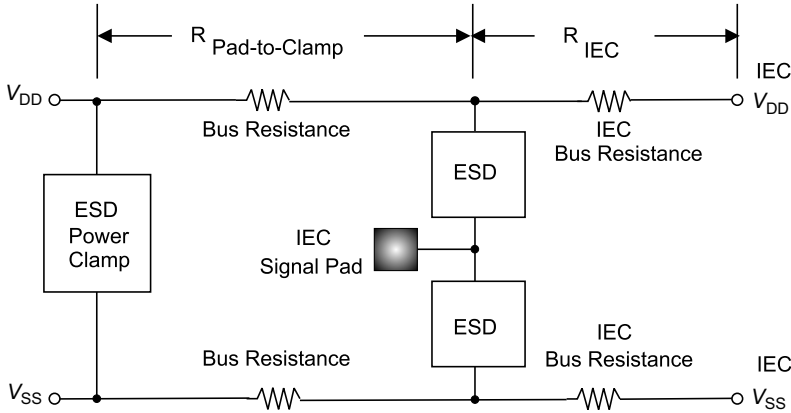 R Pad-to-Clamp
R IEC
IEC
VDD
VDD
Bus Resistance
IEC
Bus Resistance
ESD
ESD
Power
Clamp
IEC
Signal Pad
ESD
Bus Resistance
IEC
Bus Resistance
IEC
VSS
VSS